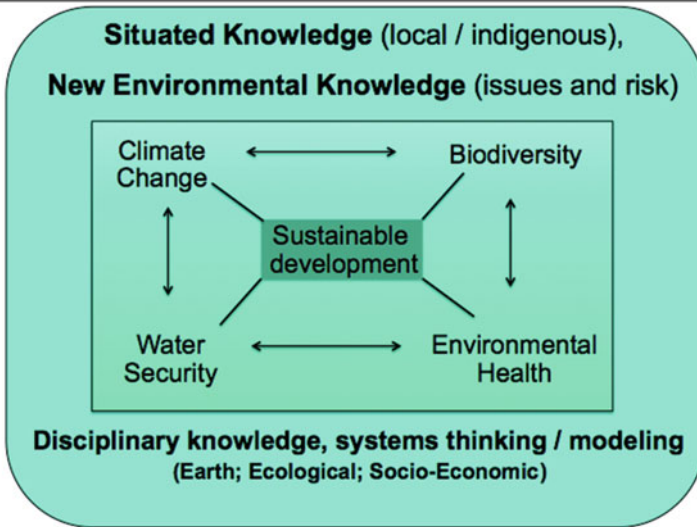 Situated Knowledge (local / indigenous),
New Environmental Knowledge (issues and risk)
Climate
Change
Biodiversity
Sustainable
development
Water
Security
Environmental
Health
Disciplinary knowledge, systems thinking / modeling
(Earth; Ecological; Socio-Economic)